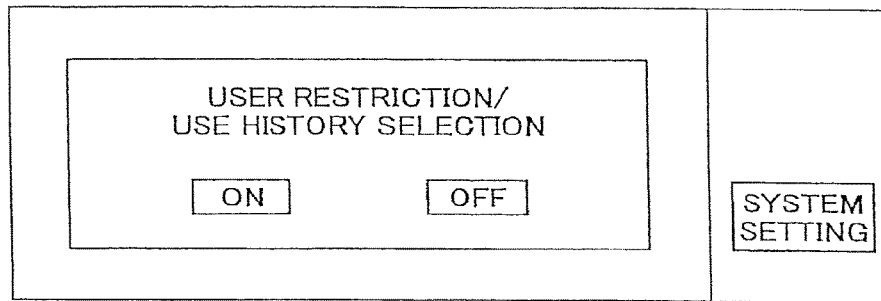 USER RESTRICTION/
USE HISTORY SELECTION
ON OFF
SYSTEM
SETTING